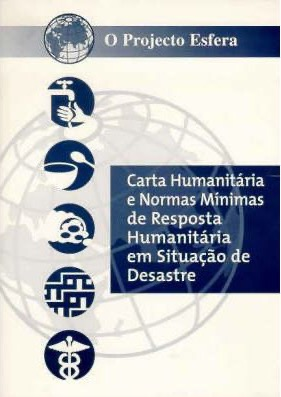 O Projecto Esfera
Carta Humanitária
e Normas Mínimas
de Resposta
Humanitária
em Situação de
Desastre